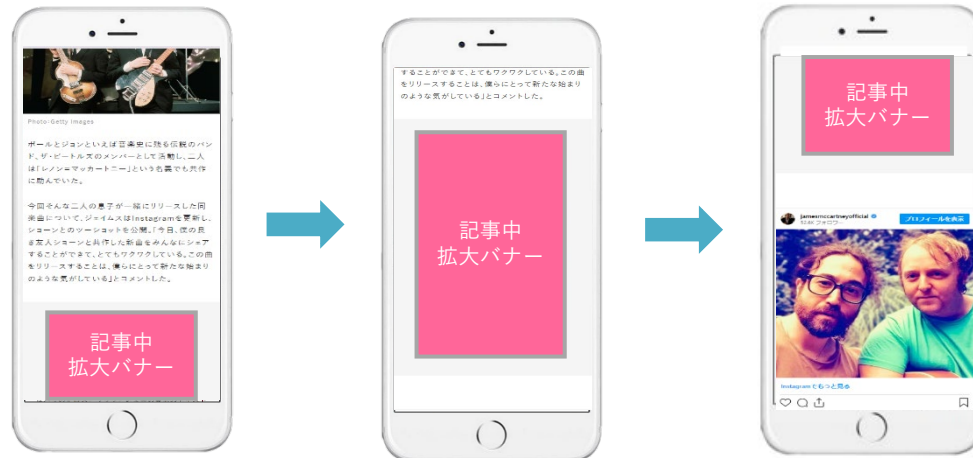 Photo:Getty Images
ポールとジョンといえば音楽史に残る伝説のバン
ド、ザ・ビートルズのメンバーとして活動し、二人
は「レノン=マッカートニー」という名義でも共作
に励んでいた。
今回そんな二人の息子が一緒にリリースした同
楽曲について、ジェイムスはInstagramを更新し、
ショーンとのツーショットを公開。「今日、僕の良
き友人ショーンと共作した新曲をみんなにシェア
することができて、とてもワクワクしている。この曲
をリリースすることは、僕らにとって新たな始まり
のような気がしている」とコメントした。
記事中
拡大バナー
することができて、とてもワクワクしている。この曲
をリリースすることは、僕らにとって新たな始まり
のような気がしている」とコメントした。
記事中
拡大バナー
記事中
拡大バナー
jamesmccartneyofficial
フォロワー
プロフィールを表示
Instagramでもっと見る